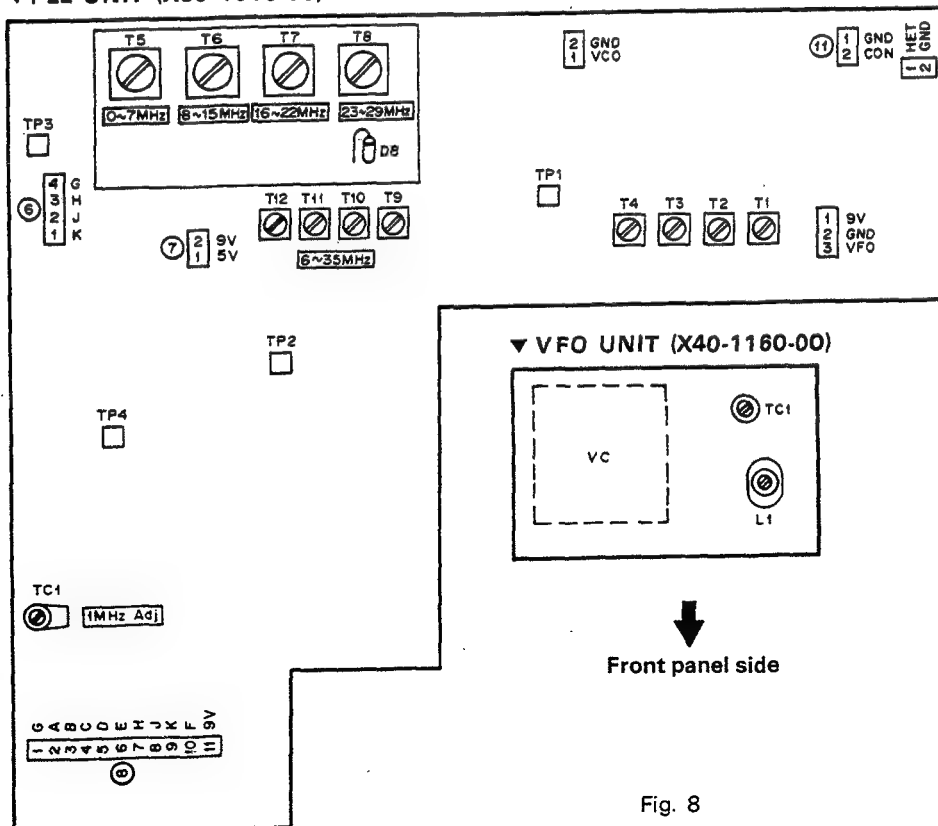 T5 T6 T7 T8
0~7MHz 8~15MHz 16~22MHz 23~29MHz
D8
TP3
4 G
3 H
2 J
1 K
6
T12 T11 T10 T9
6~35MHz
7
2 9V
1 5V
2 GND
1 VCO
11
1 GND
2 CON
1 HET
2 GND
TP1
T4 T3 T2 T1
1 9V
2 GND
3 VFO
TP2
TP4
▼ VFO UNIT (X40-1160-00)
VC
TC1
L1
Front panel side
TC1
1MHz Adj
G A B C D E H J K F 9V
1 2 3 4 5 6 7 8 9 10 11
8
Fig. 8